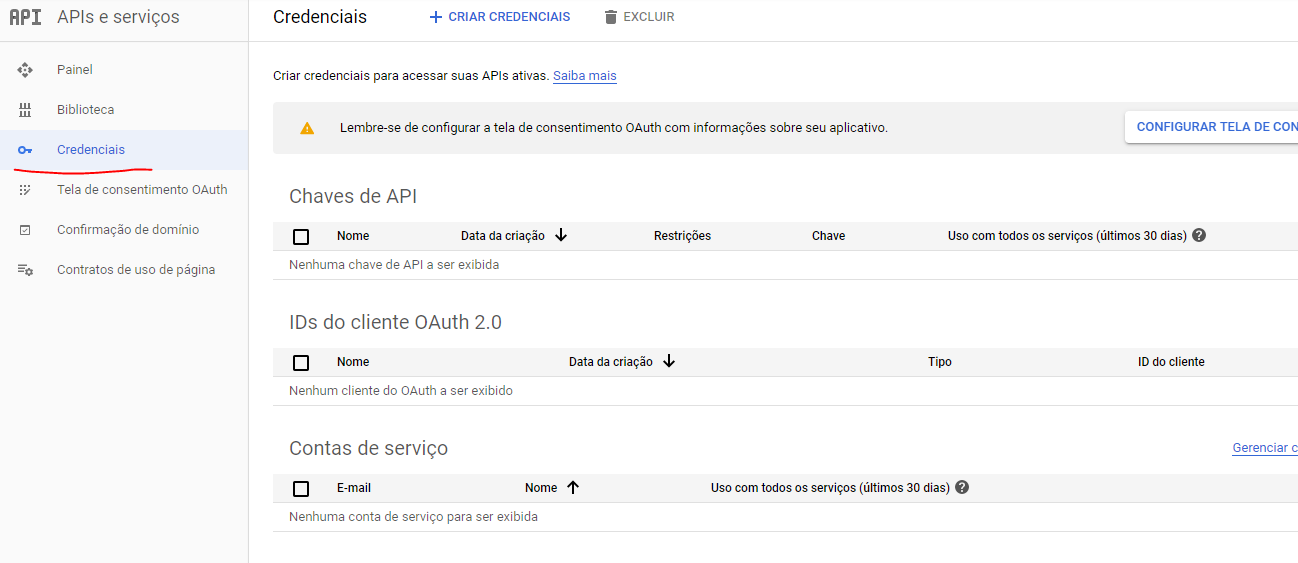 API APIs e serviços
Credenciais
CRIAR CREDENCIAIS
EXCLUIR
Painel
Biblioteca
Credenciais
Tela de consentimento OAuth
Confirmação de domínio
Contratos de uso de página
Criar credenciais para acessar suas APIs ativas. Saiba mais
Lembre-se de configurar a tela de consentimento OAuth com informações sobre seu aplicativo.
CONFIGURAR TELA DE CON
Chaves de API
Nome Data da criação Restrições Chave Uso com todos os serviços (últimos 30 dias)
Nenhuma chave de API a ser exibida
IDs do cliente OAuth 2.0
Nome Data da criação Tipo ID do cliente
Nenhum cliente do OAuth a ser exibido
Contas de serviço
Gerenciar c
E-mail Nome Uso com todos os serviços (últimos 30 dias)
Nenhuma conta de serviço para ser exibida